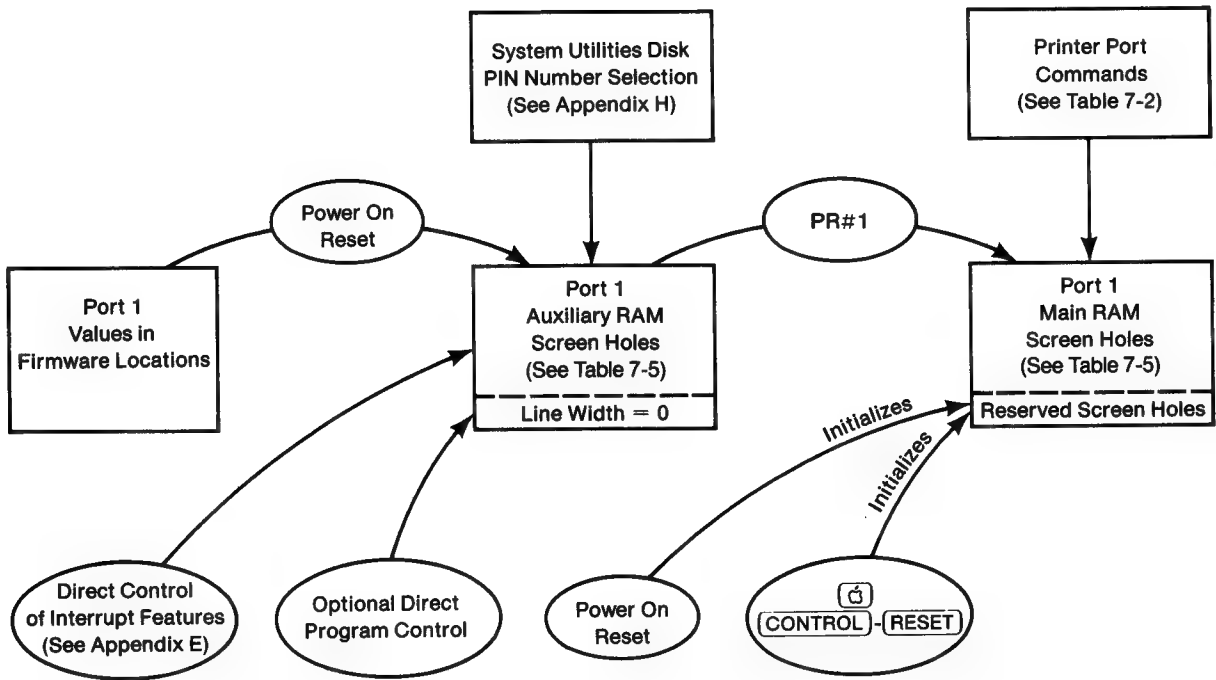 System Utilities Disk
PIN Number Selection
(See Appendix H)
Printer Port
Commands
(See Table 7-2)
Power On
Reset
PR#1
Port 1
Values in
Firmware Locations
Port 1
Auxiliary RAM
Screen Holes
(See Table 7-5)
Line Width = 0
Port 1
Main RAM
Screen Holes
(See Table 7-5)
Reserved Screen Holes
Initializes
Initializes
Direct Control
of Interrupt Features
(See Appendix E)
Optional Direct
Program Control
Power On
Reset
CONTROL-RESET